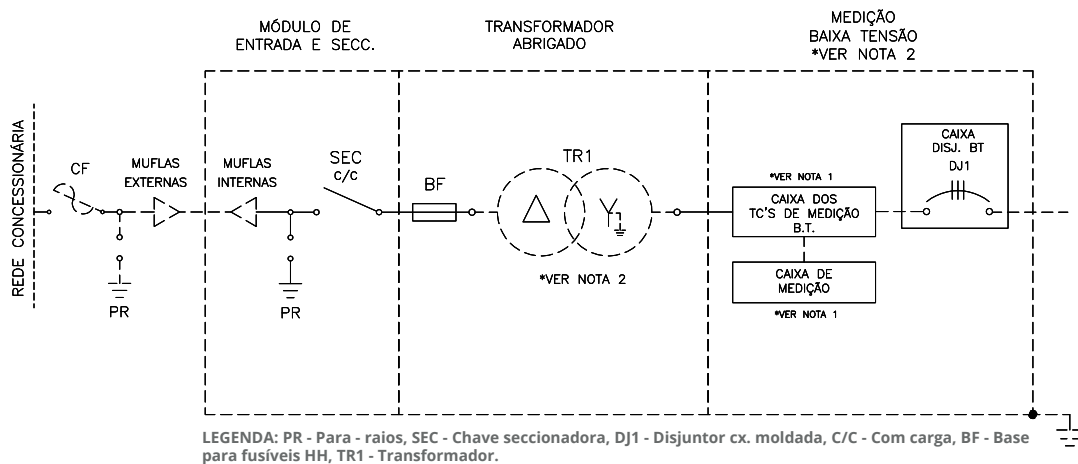 MÓDULO DE
ENTRADA E SECC.
TRANSFORMADOR
ABRIGADO
MEDIÇÃO
BAIXA TENSÃO
*VER NOTA 2
REDE CONCESSIONÁRIA
CF
MUFLAS
EXTERNAS
PR
MUFLAS
INTERNAS
PR
SEC
c/c
BF
TR1
*VER NOTA 2
*VER NOTA 1
CAIXA DOS
TC'S DE MEDIÇÃO
B.T.
CAIXA DE
MEDIÇÃO
*VER NOTA 1
CAIXA
DISJ. BT
DJ1
LEGENDA: PR - Para - raios, SEC - Chave seccionadora, DJ1 - Disjuntor cx. moldada, C/C - Com carga, BF - Base
para fusíveis HH, TR1 - Transformador.